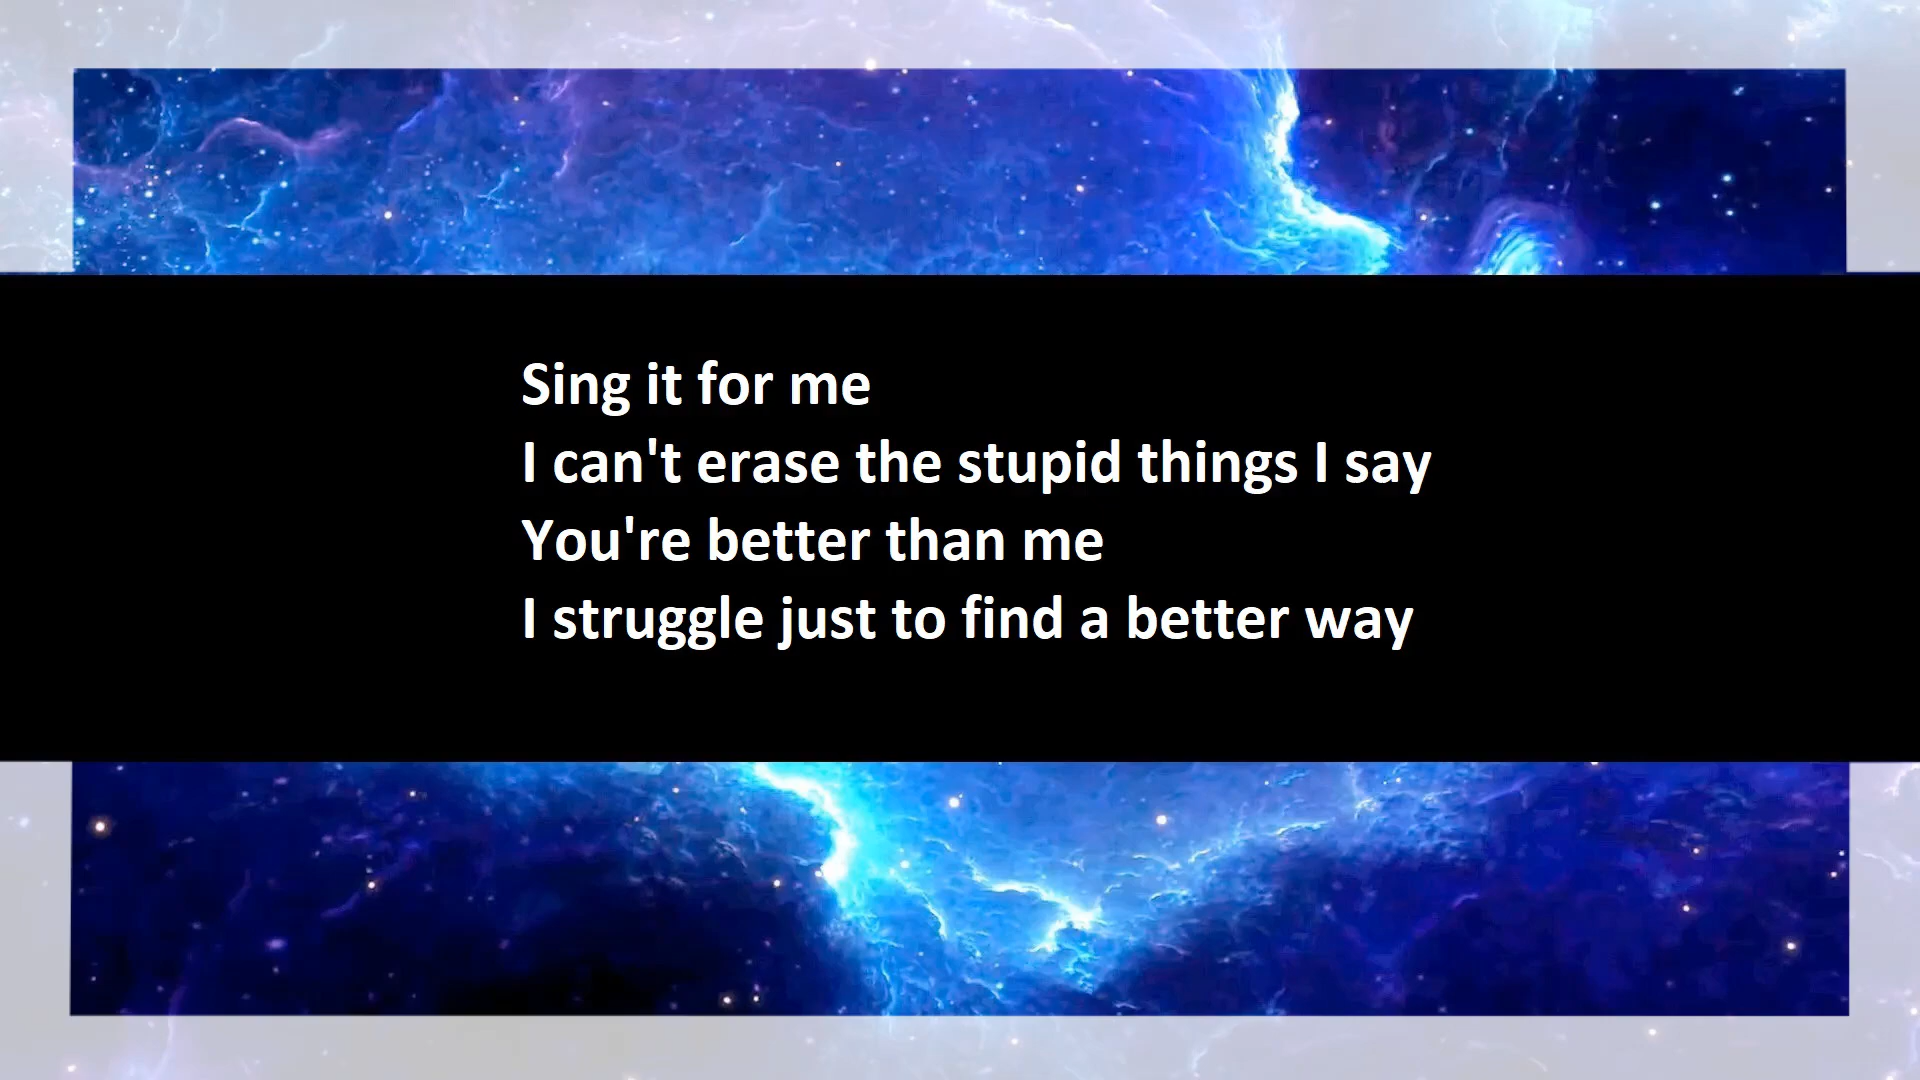 Sing it for me
I can't erase the stupid things I say
You're better than me
I struggle just to find a better way